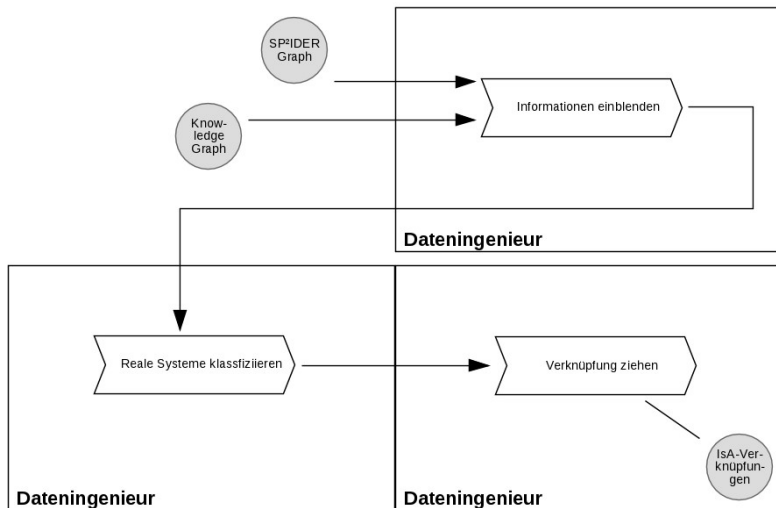 SP²IDER
Graph
Know-
ledge
Graph
Informationen einblenden
Dateningenieur
Reale Systeme klassfiziieren
Verknüpfung ziehen
IsA-Ver-
knüpfun-
gen
Dateningenieur
Dateningenieur